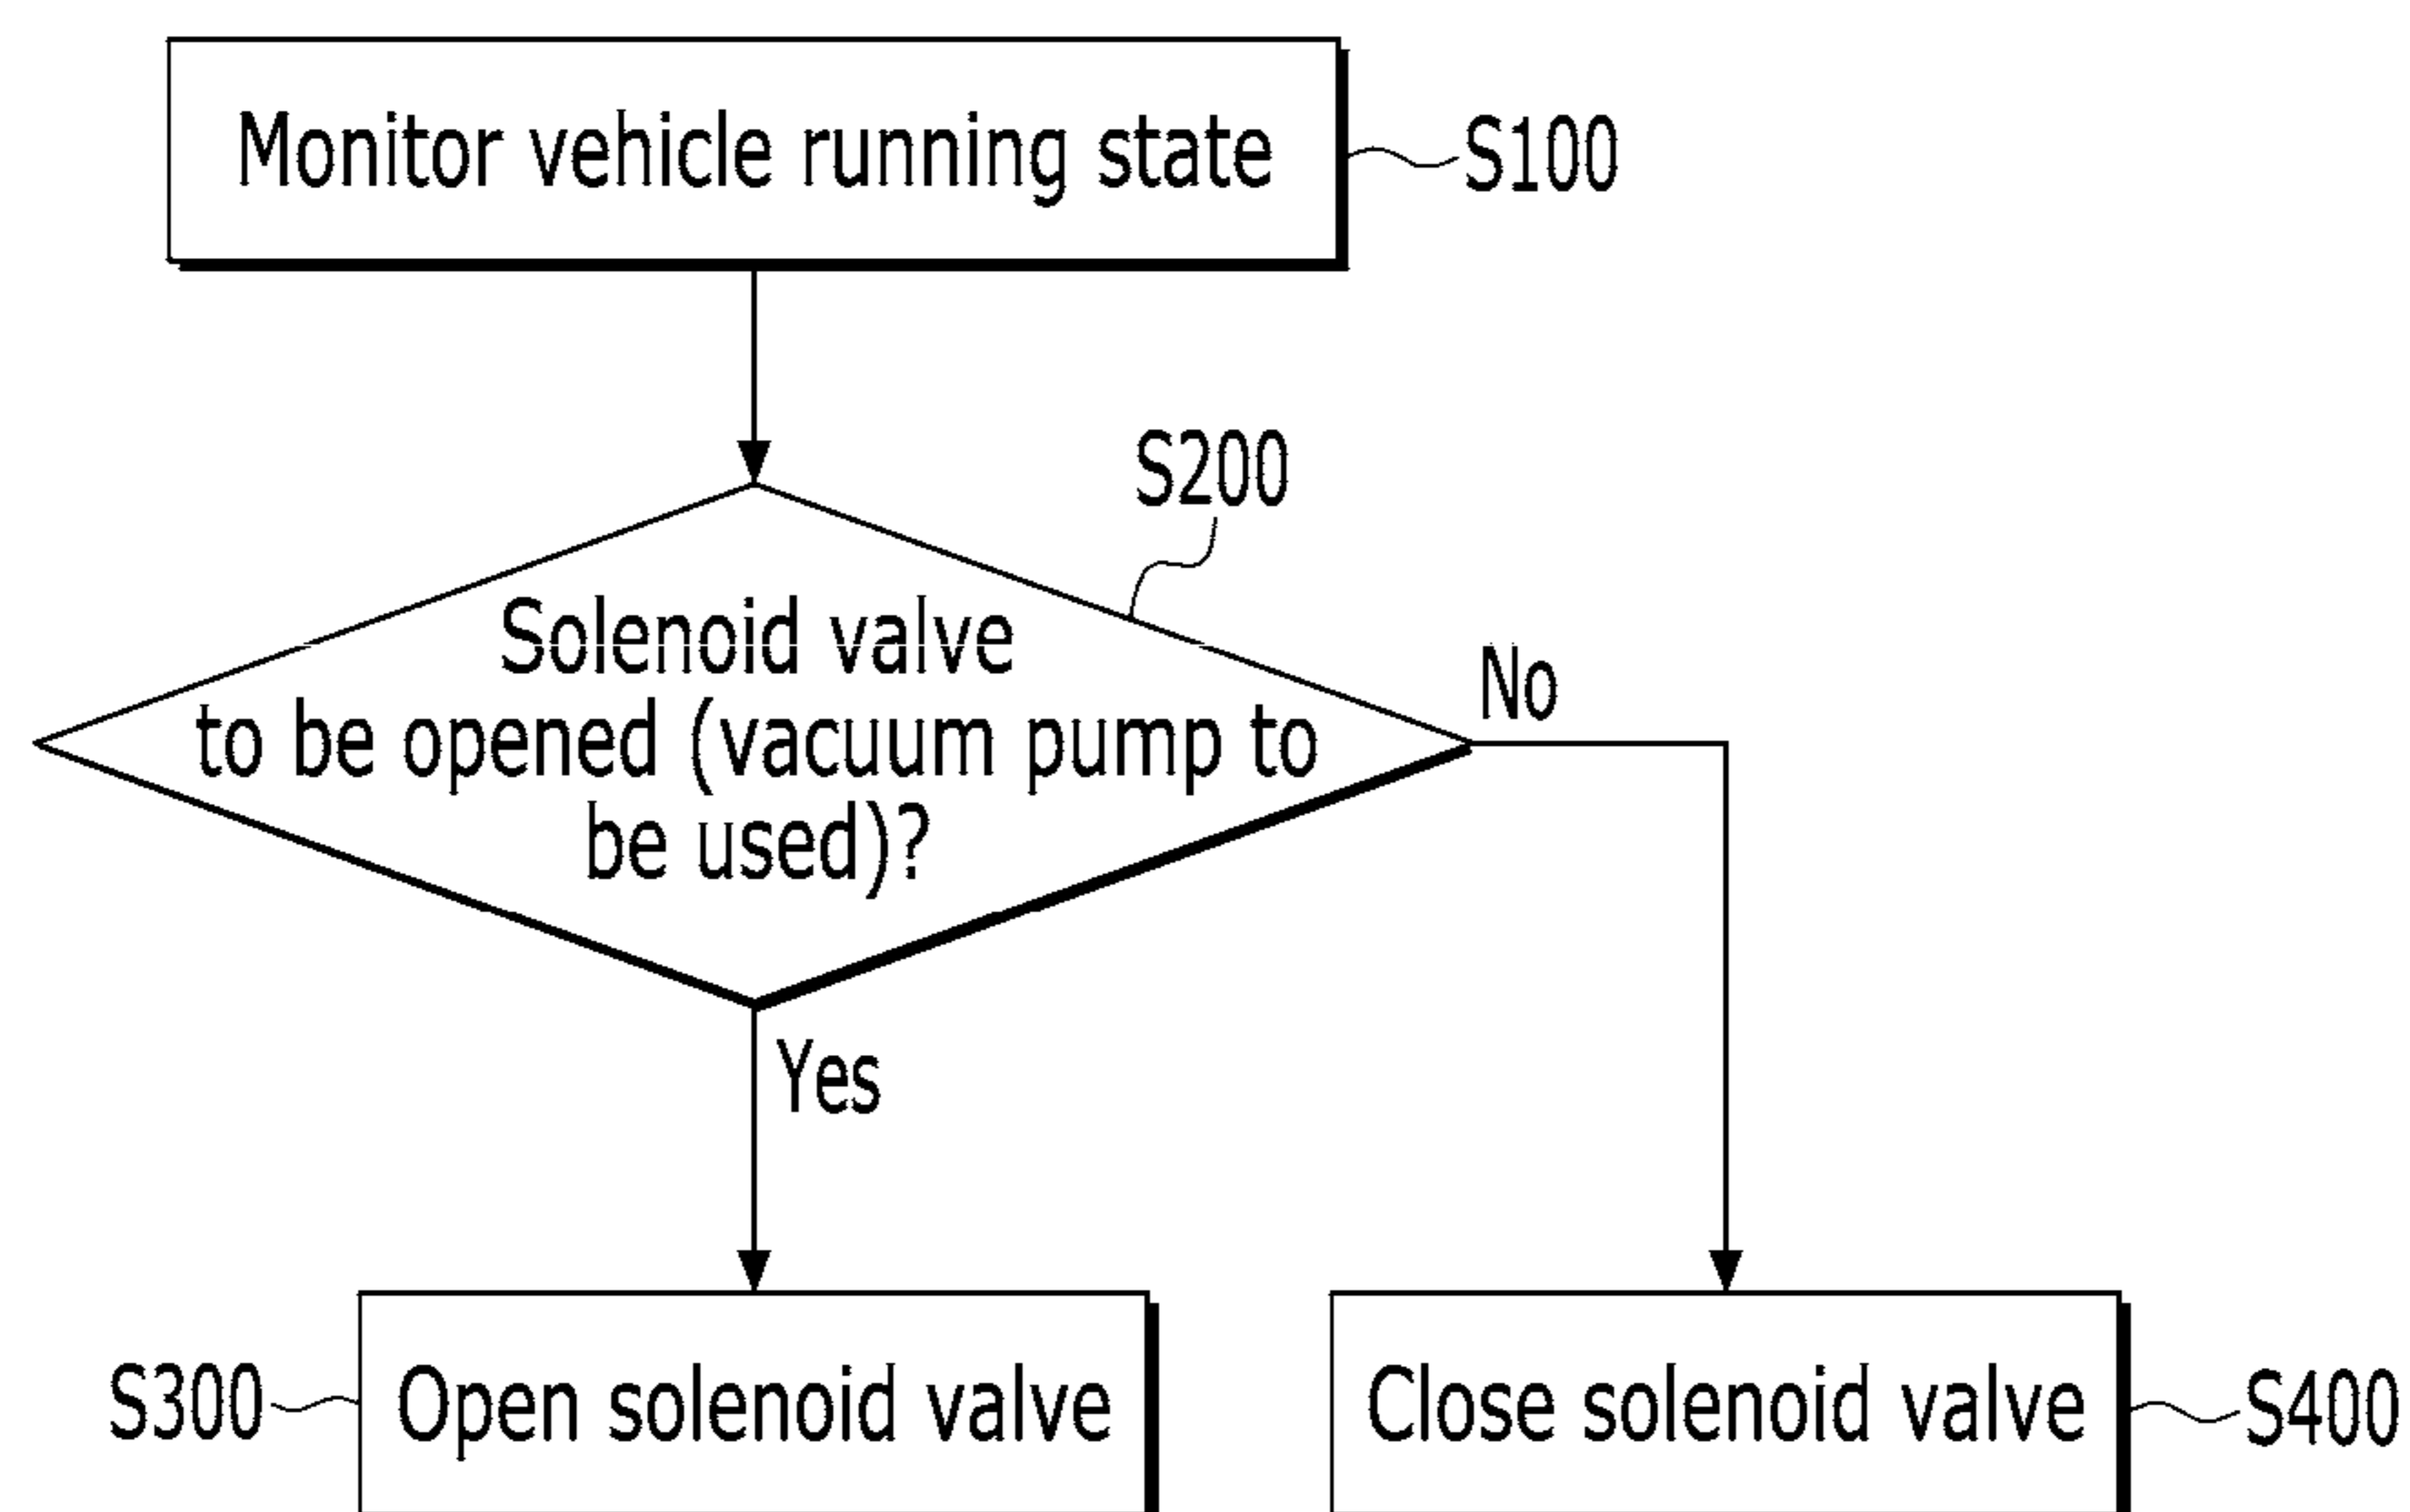 Monitor vehicle running state
S100
S200
Solenoid valve
to be opened (vacuum pump to
be used)?
No
Yes
S300
Open solenoid valve
Close solenoid valve
S400